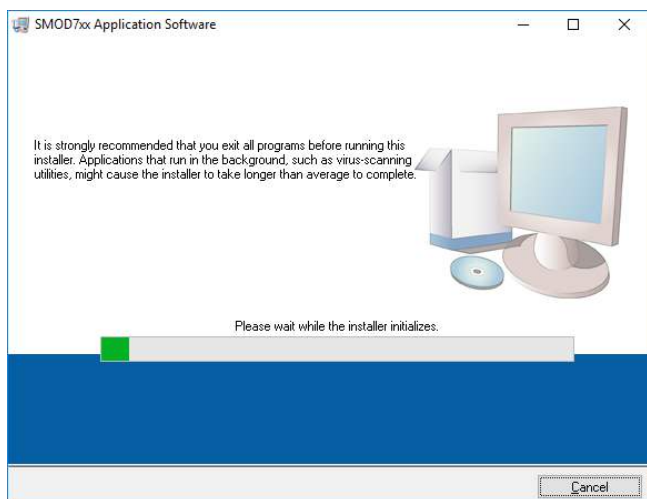 SMOD7xx Application Software
It is strongly recommended that you exit all programs before running this
installer. Applications that run in the background, such as virus-scanning
utilities, might cause the installer to take longer than average to complete.
Please wait while the installer initializes.
Cancel